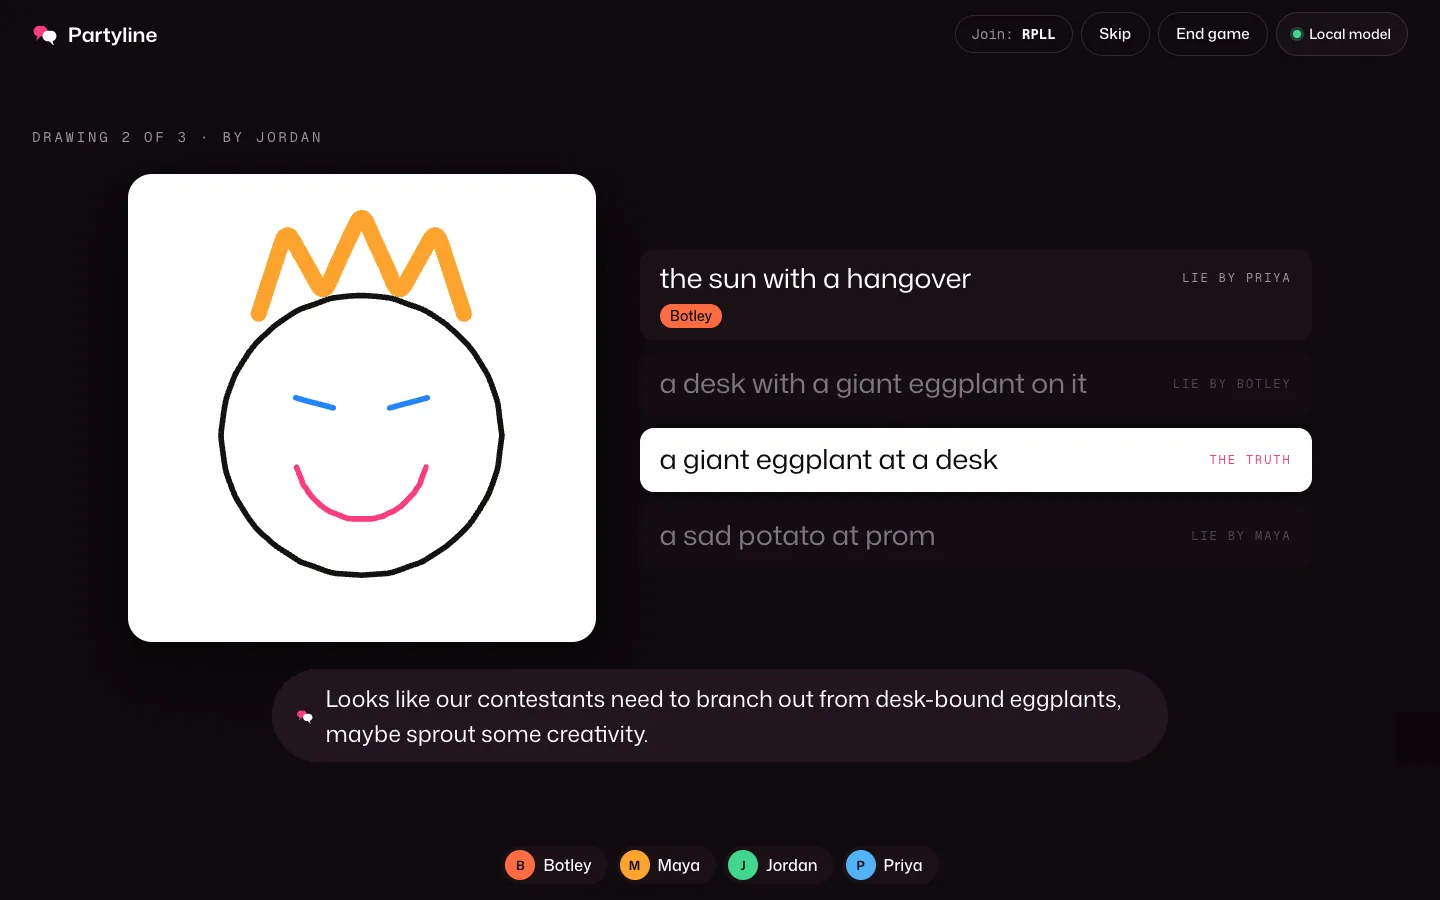 Partyline
Join: RPLL
Skip
End game
Local model
DRAWING 2 OF 3 · BY JORDAN
the sun with a hangover
LIE BY PRIYA
Botley
a desk with a giant eggplant on it
LIE BY BOTLEY
a giant eggplant at a desk
THE TRUTH
a sad potato at prom
LIE BY MAYA
Looks like our contestants need to branch out from desk-bound eggplants,
maybe sprout some creativity.
B Botley
M Maya
J Jordan
P Priya